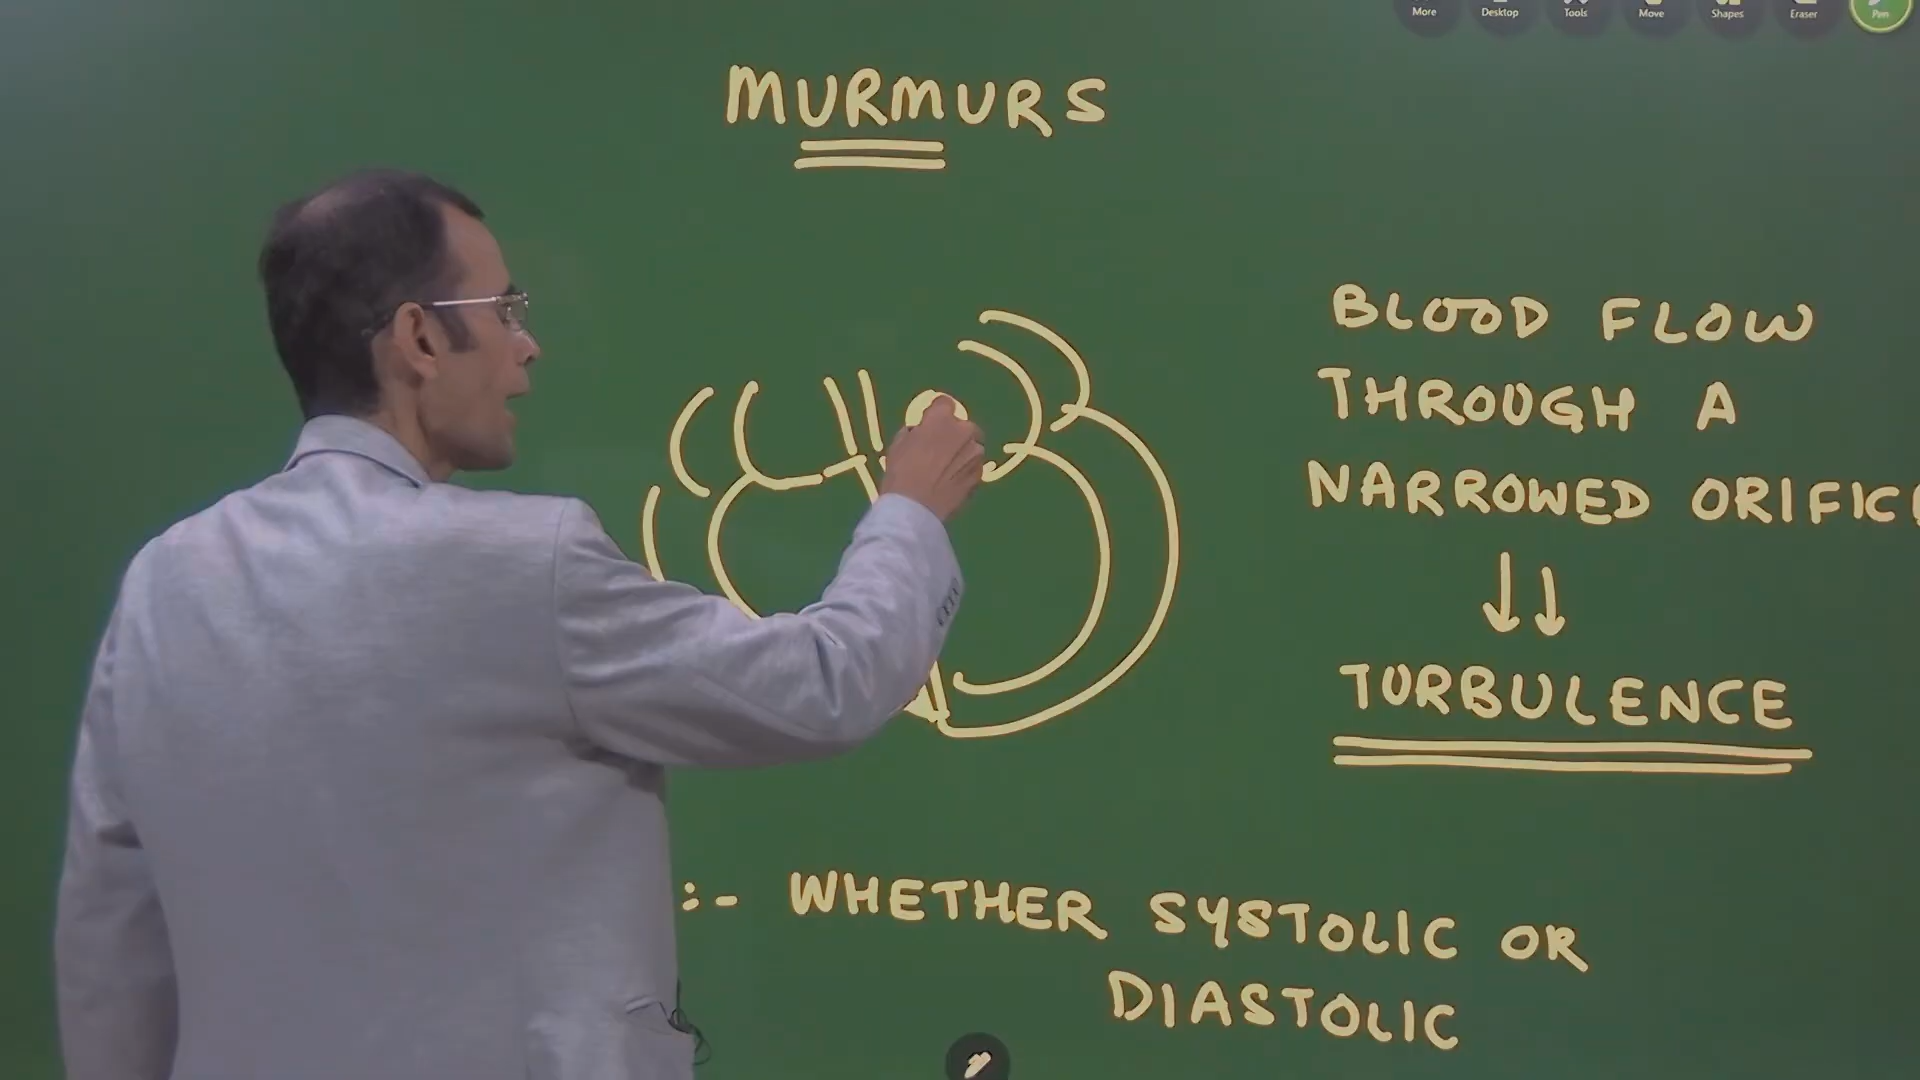 More Desktop Tools Move Shapes Eraser Pen
MURMURS
BLOOD FLOW
THROUGH A
NARROWED ORIFICE
↓↓
TURBULENCE
:- WHETHER SYSTOLIC OR
DIASTOLIC